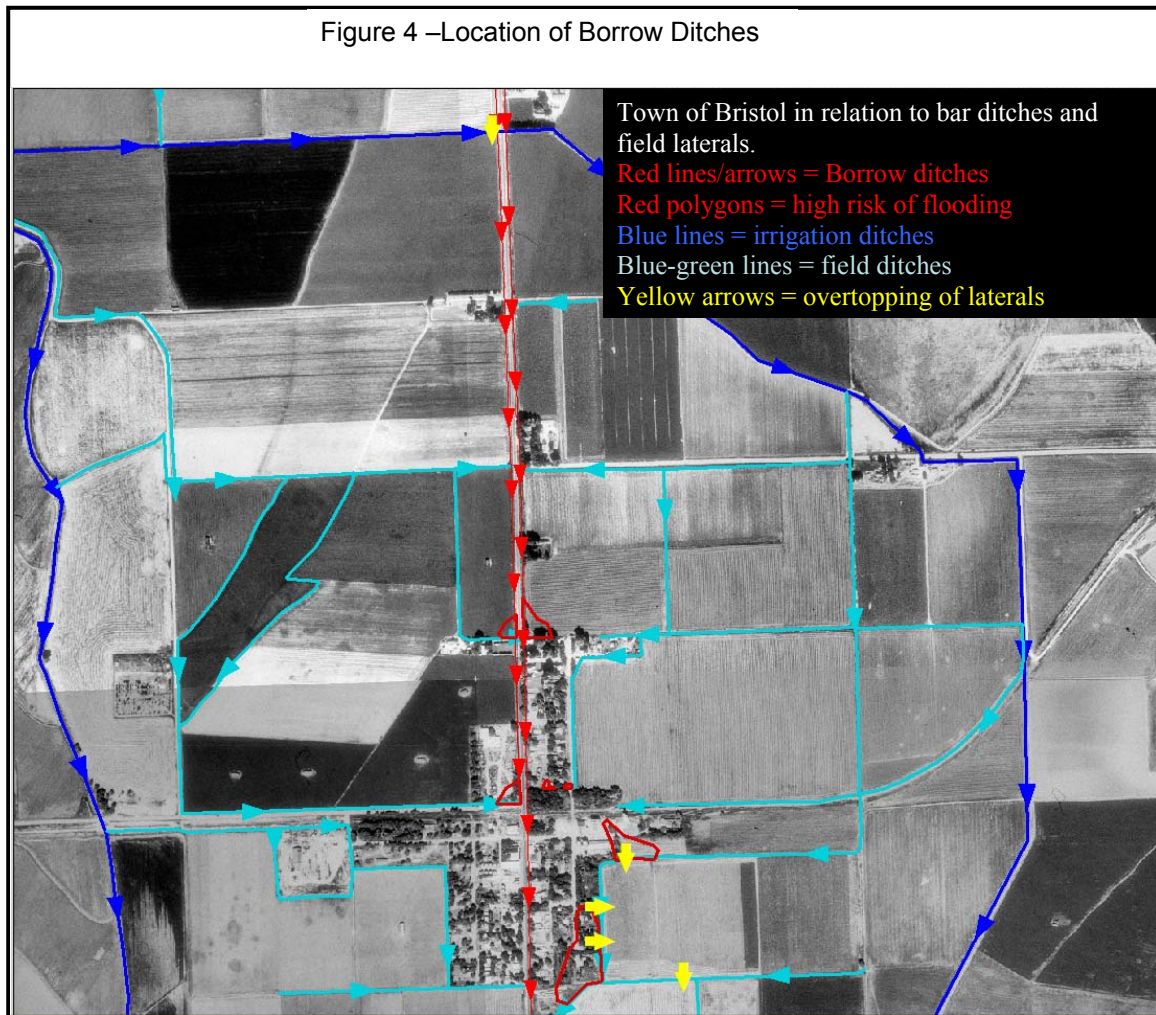 Figure 4 –Location of Borrow Ditches
Town of Bristol in relation to bar ditches and
field laterals.
Red lines/arrows = Borrow ditches
Red polygons = high risk of flooding
Blue lines = irrigation ditches
Blue-green lines = field ditches
Yellow arrows = overtopping of laterals